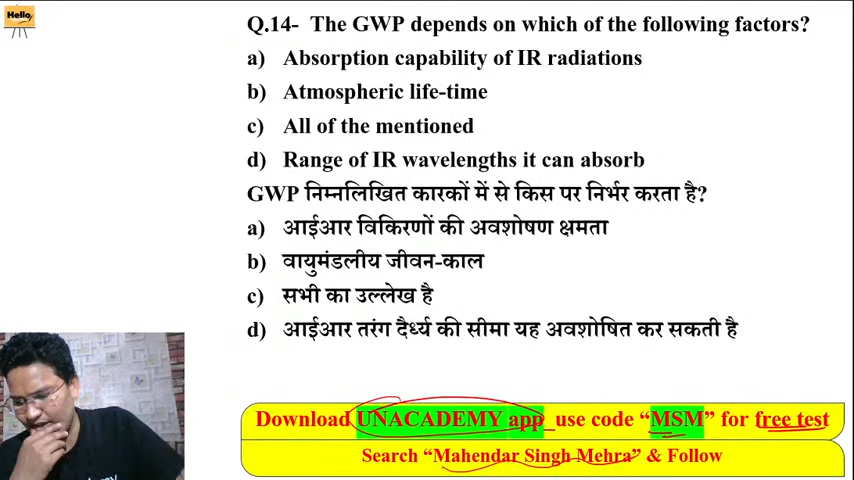 Hello
Q.14- The GWP depends on which of the following factors?
a) Absorption capability of IR radiations
b) Atmospheric life-time
c) All of the mentioned
d) Range of IR wavelengths it can absorb
GWP निम्नलिखित कारकों में से किस पर निर्भर करता है?
a) आईआर विकिरणों की अवशोषण क्षमता
b) वायुमंडलीय जीवन-काल
c) सभी का उल्लेख है
d) आईआर तरंग दैर्ध्य की सीमा यह अवशोषित कर सकती है
Download UNACADEMY app use code “MSM” for free test
Search “Mahendar Singh Mehra” & Follow